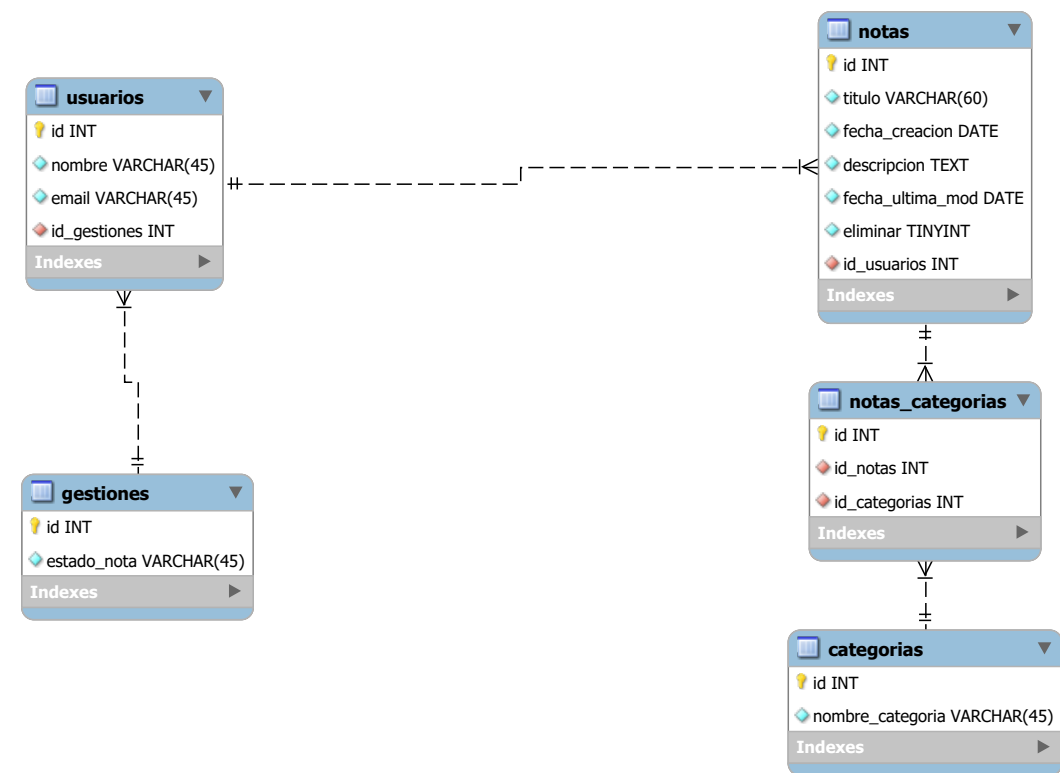 usuarios
id INT
nombre VARCHAR(45)
email VARCHAR(45)
id_gestiones INT
Indexes
gestiones
id INT
estado_nota VARCHAR(45)
Indexes
notas
id INT
titulo VARCHAR(60)
fecha_creacion DATE
descripcion TEXT
fecha_ultima_mod DATE
eliminar TINYINT
id_usuarios INT
Indexes
notas_categorias
id INT
id_notas INT
id_categorias INT
Indexes
categorias
id INT
nombre_categoria VARCHAR(45)
Indexes